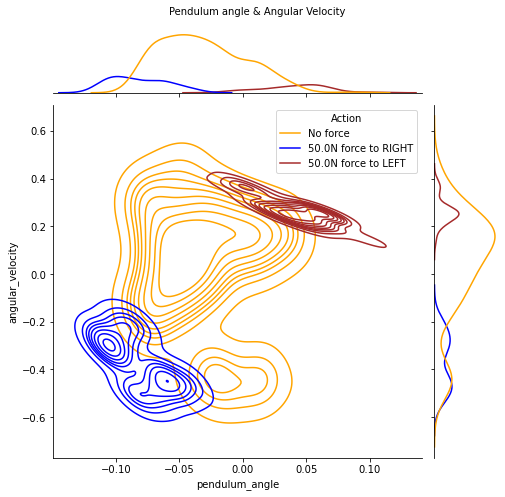 Pendulum angle & Angular Velocity
Action
No force
50.0N force to RIGHT
50.0N force to LEFT
0.6
0.4
0.2
0.0
−0.2
−0.4
−0.6
angular_velocity
−0.10
−0.05
0.00
0.05
0.10
pendulum_angle